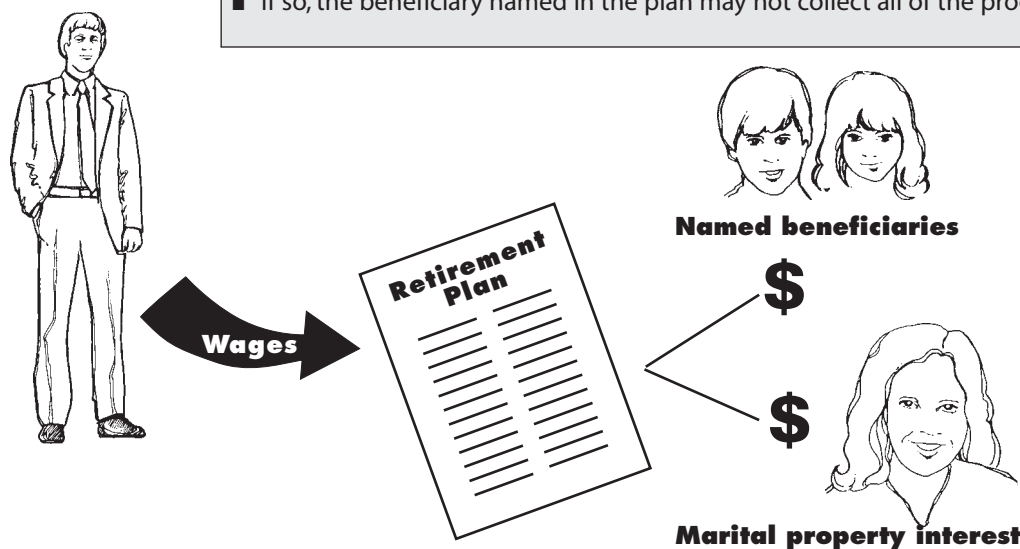 ■ If so, the beneficiary named in the plan may not collect all of the
Named beneficiaries
$
Retirement
Plan
Wages
$
Marital property interest